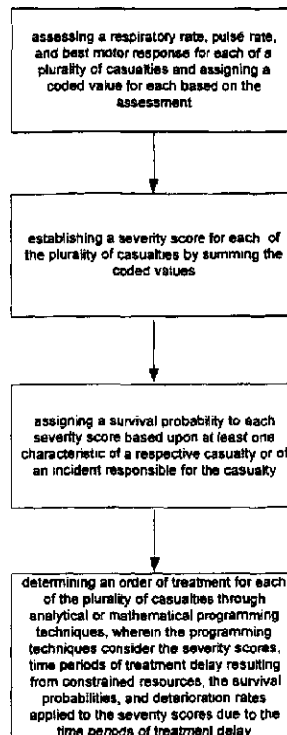 assessing a respiratory rate, pulse rate,
and best motor response for each of a
plurality of casualties and assigning a
coded value for each based on the
assessment
establishing a severity score for each of
the plurality of casualties by summing the
coded values
assigning a survival probability to each
severity score based upon at least one
characteristic of a respective casualty or of
an incident responsible for the casualty
determining an order of treatment for each
of the plurality of casualties through
analytical or mathematical programming
techniques, wherein the programming
techniques consider the severity scores,
time periods of treatment delay resulting
from constrained resources, the survival
probabilities, and deterioration rates
applied to the severity scores due to the
time periods of treatment delay